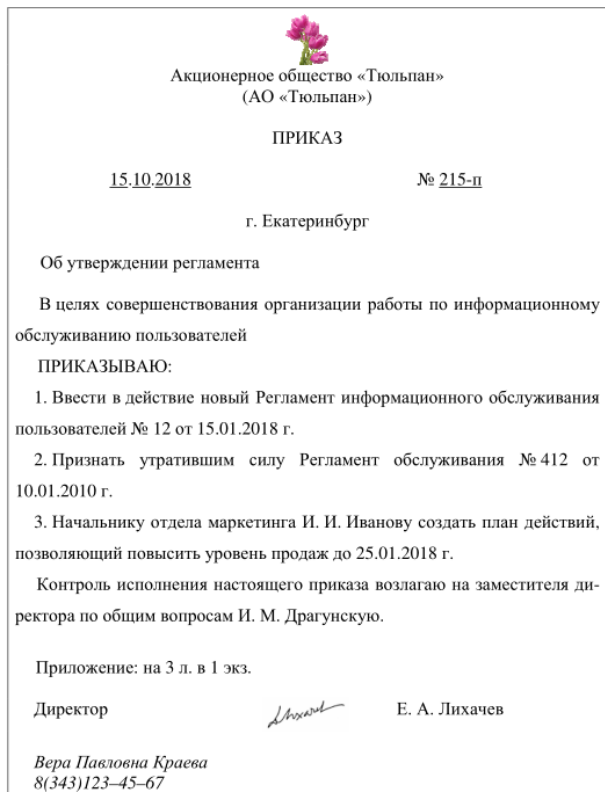 Акционерное общество «Тюльпан»
(АО «Тюльпан»)
ПРИКАЗ
15.10.2018 № 215-п
г. Екатеринбург
Об утверждении регламента
В целях совершенствования организации работы по информационному
обслуживанию пользователей
ПРИКАЗЫВАЮ:
1. Ввести в действие новый Регламент информационного обслуживания
пользователей № 12 от 15.01.2018 г.
2. Признать утратившим силу Регламент обслуживания № 412 от
10.01.2010 г.
3. Начальнику отдела маркетинга И. И. Иванову создать план действий,
позволяющий повысить уровень продаж до 25.01.2018 г.
Контроль исполнения настоящего приказа возлагаю на заместителя ди-
ректора по общим вопросам И. М. Драгунскую.
Приложение: на 3 л. в 1 экз.
Директор Е. А. Лихачев
Вера Павловна Краева
8(343)123–45–67